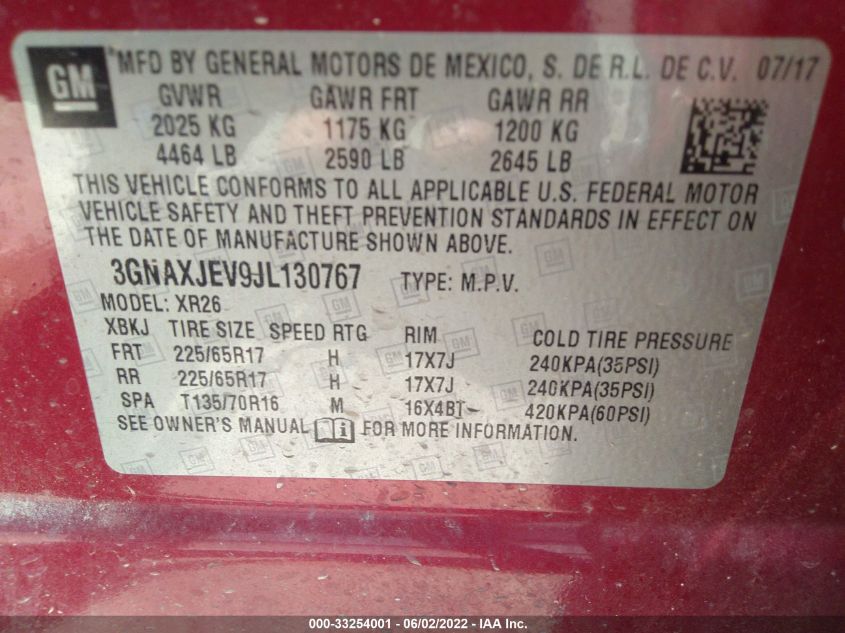 GM *MFD BY GENERAL MOTORS DE MEXICO, S. DE R.L. DE C.V. 07/17
GVWR GAWR FRT GAWR RR
2025 KG 1175 KG 1200 KG
4464 LB 2590 LB 2645 LB
THIS VEHICLE CONFORMS TO ALL APPLICABLE U.S. FEDERAL MOTOR
VEHICLE SAFETY AND THEFT PREVENTION STANDARDS IN EFFECT ON
THE DATE OF MANUFACTURE SHOWN ABOVE.
3GNAXJEV9JL130767 TYPE: M.P.V.
MODEL: XR26
XBKJ TIRE SIZE SPEED RTG RIM COLD TIRE PRESSURE
FRT 225/65R17 H 17X7J 240KPA(35PSI)
RR 225/65R17 H 17X7J 240KPA(35PSI)
SPA T135/70R16 M 16X4BT 420KPA(60PSI)
SEE OWNER'S MANUAL FOR MORE INFORMATION.
000-33254001 - 06/02/2022 - IAA Inc.